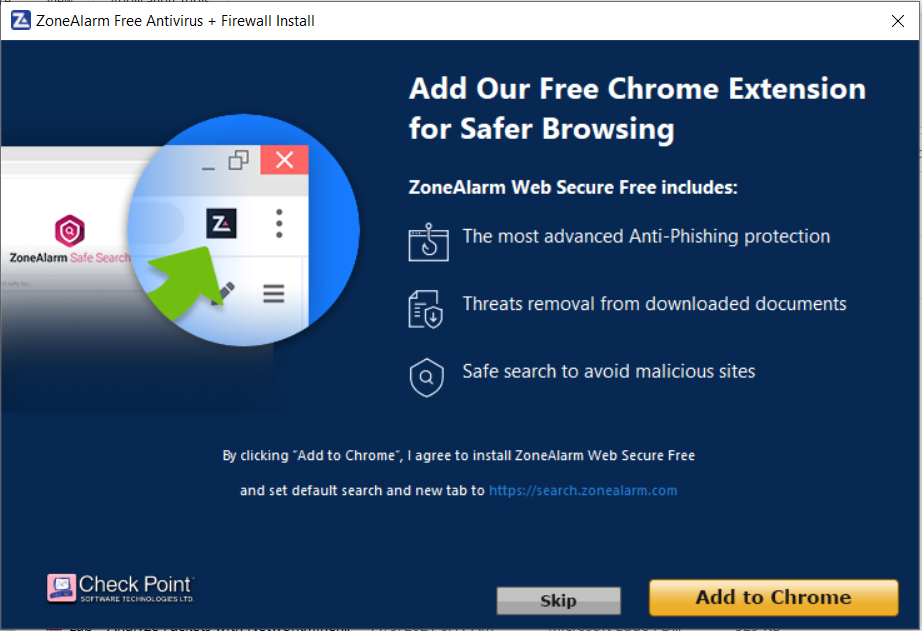 ZoneAlarm Free Antivirus + Firewall Install
Add Our Free Chrome Extension
for Safer Browsing
ZoneAlarm Web Secure Free includes:
The most advanced Anti-Phishing protection
Threats removal from downloaded documents
Safe search to avoid malicious sites
ZoneAlarm Safe Search
By clicking "Add to Chrome", I agree to install ZoneAlarm Web Secure Free
and set default search and new tab to https://search.zonealarm.com
Check Point
SOFTWARE TECHNOLOGIES LTD.
Skip
Add to Chrome